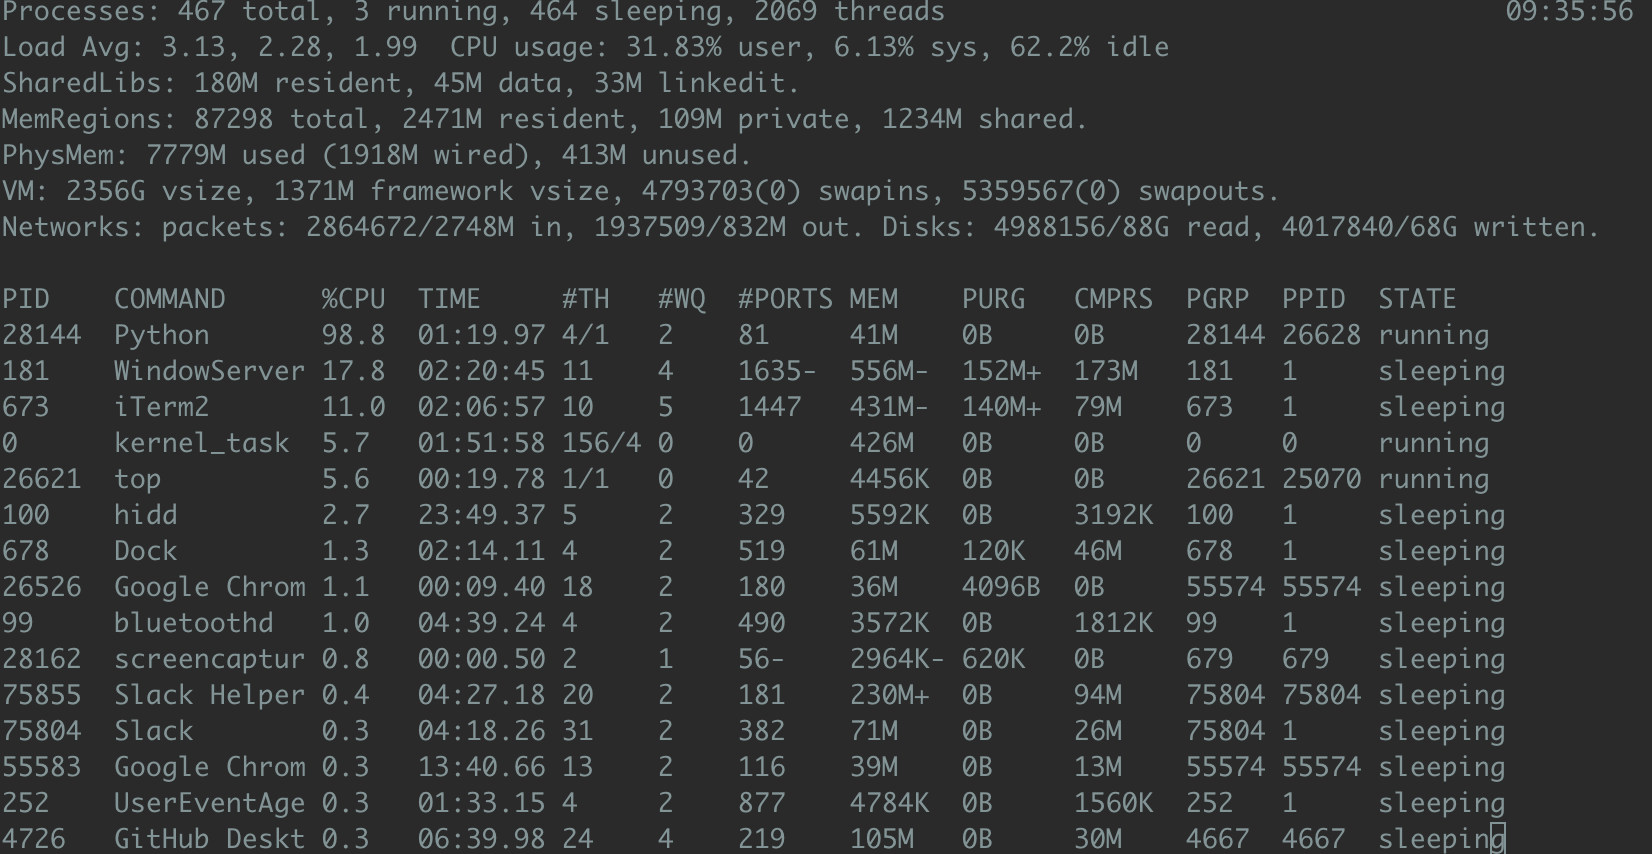 Processes: 467 total, 3 running, 464 sleeping, 2069 threads 09:35:56
Load Avg: 3.13, 2.28, 1.99  CPU usage: 31.83% user, 6.13% sys, 62.2% idle
SharedLibs: 180M resident, 45M data, 33M linkedit.
MemRegions: 87298 total, 2471M resident, 109M private, 1234M shared.
PhysMem: 7779M used (1918M wired), 413M unused.
VM: 2356G vsize, 1371M framework vsize, 4793703(0) swapins, 5359567(0) swapouts.
Networks: packets: 2864672/2748M in, 1937509/832M out. Disks: 4988156/88G read, 4017840/68G written.
PID    COMMAND      %CPU  TIME     #TH   #WQ  #PORTS MEM    PURG   CMPRS  PGRP  PPID  STATE
28144  Python       98.8  01:19.97 4/1   2    81     41M    0B     0B     28144 26628 running
181    WindowServer 17.8  02:20:45 11    4    1635-  556M-  152M+  173M   181   1     sleeping
673    iTerm2       11.0  02:06:57 10    5    1447   431M-  140M+  79M    673   1     sleeping
0      kernel_task  5.7   01:51:58 156/4 0    0      426M   0B     0B     0     0     running
26621  top          5.6   00:19.78 1/1   0    42     4456K  0B     0B     26621 25070 running
100    hidd         2.7   23:49.37 5     2    329    5592K  0B     3192K  100   1     sleeping
678    Dock         1.3   02:14.11 4     2    519    61M    120K   46M    678   1     sleeping
26526  Google Chrom 1.1   00:09.40 18    2    180    36M    4096B  0B     55574 55574 sleeping
99     bluetoothd   1.0   04:39.24 4     2    490    3572K  0B     1812K  99    1     sleeping
28162  screencaptur 0.8   00:00.50 2     1    56-    2964K- 620K   0B     679   679   sleeping
75855  Slack Helper 0.4   04:27.18 20    2    181    230M+  0B     94M    75804 75804 sleeping
75804  Slack        0.3   04:18.26 31    2    382    71M    0B     26M    75804 1     sleeping
55583  Google Chrom 0.3   13:40.66 13    2    116    39M    0B     13M    55574 55574 sleeping
252    UserEventAge 0.3   01:33.15 4     2    877    4784K  0B     1560K  252   1     sleeping
4726   GitHub Deskt 0.3   06:39.98 24    4    219    105M   0B     30M    4667  4667  sleeping